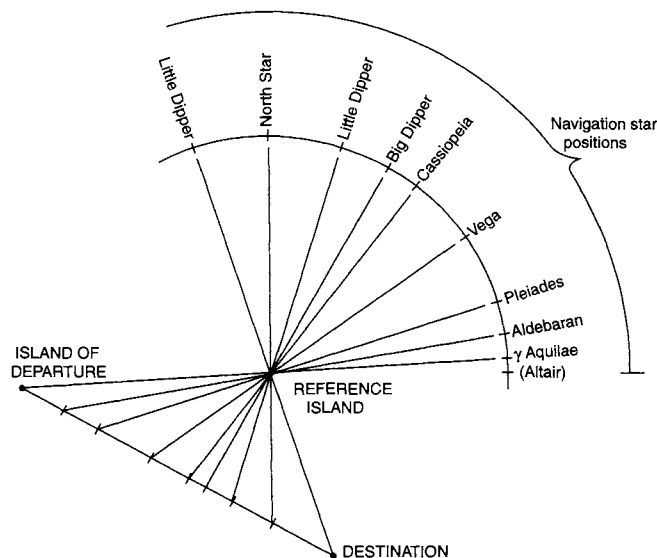 Little Dipper
North Star
Little Dipper
Big Dipper
Cassiopeia
Navigation star
positions
Vega
Pleiades
Aldebaran
γ Aquilae
(Altair)
ISLAND OF
DEPARTURE
REFERENCE
ISLAND
DESTINATION